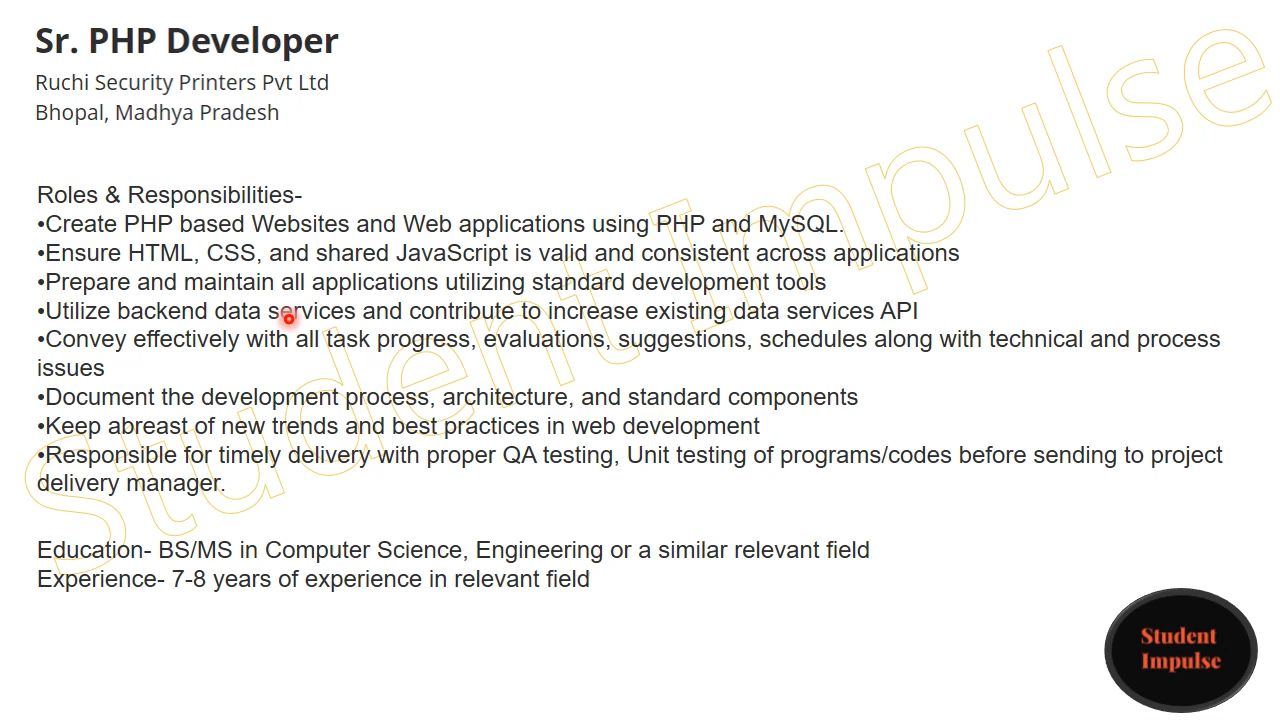 Sr. PHP Developer
Ruchi Security Printers Pvt Ltd
Bhopal, Madhya Pradesh
Roles & Responsibilities-
•Create PHP based Websites and Web applications using PHP and MySQL.
•Ensure HTML, CSS, and shared JavaScript is valid and consistent across applications
•Prepare and maintain all applications utilizing standard development tools
•Utilize backend data services and contribute to increase existing data services API
•Convey effectively with all task progress, evaluations, suggestions, schedules along with technical and process
issues
•Document the development process, architecture, and standard components
•Keep abreast of new trends and best practices in web development
•Responsible for timely delivery with proper QA testing, Unit testing of programs/codes before sending to project
delivery manager.
Education- BS/MS in Computer Science, Engineering or a similar relevant field
Experience- 7-8 years of experience in relevant field
Student Impulse
Student
Impulse